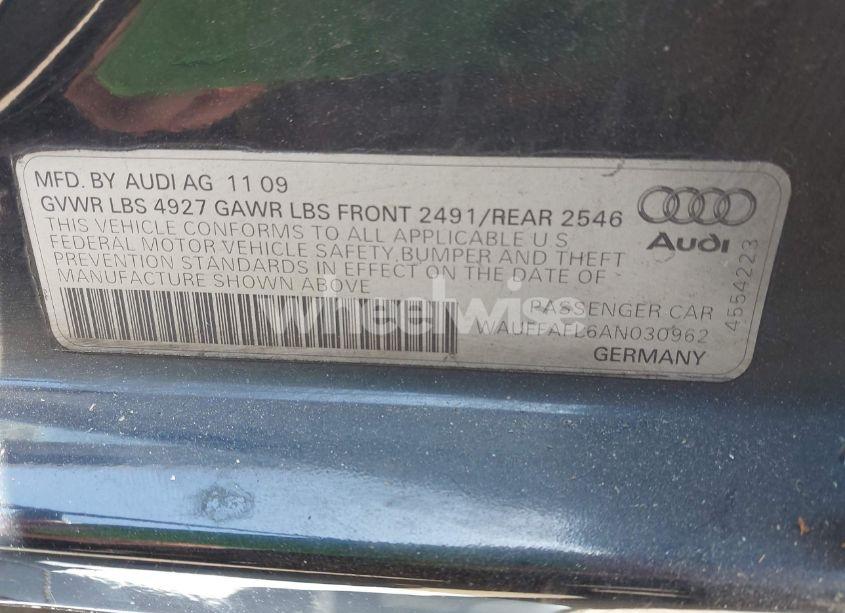 MFD. BY AUDI AG 11 09
GVWR LBS 4927 GAWR LBS FRONT 2491/REAR 2546
THIS VEHICLE CONFORMS TO ALL APPLICABLE U S
FEDERAL MOTOR VEHICLE SAFETY, BUMPER AND THEFT
PREVENTION STANDARDS IN EFFECT ON THE DATE OF
MANUFACTURE SHOWN ABOVE
Audi
PASSENGER CAR
WAUEFAFL6AN030962
GERMANY
4554223
wheelwise